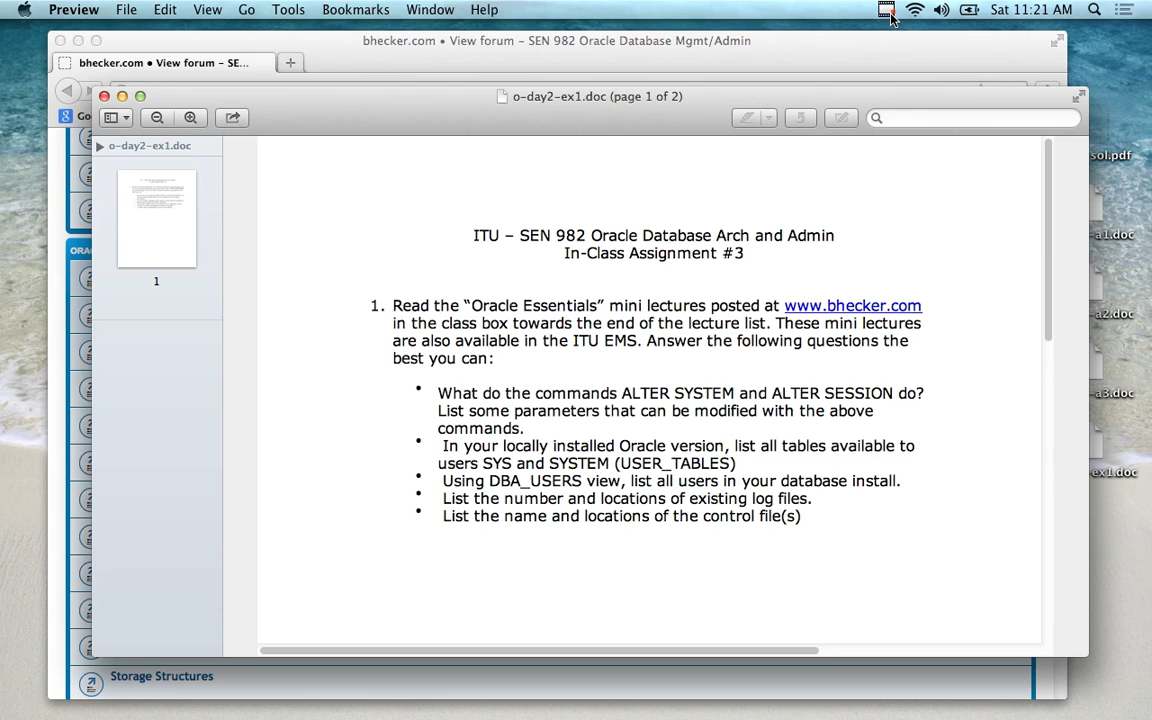 Preview File Edit View Go Tools Bookmarks Window Help Sat 11:21 AM
bhecker.com • View forum – SEN 982 Oracle Database Mgmt/Admin
bhecker.com • View forum – SE...
o-day2-ex1.doc (page 1 of 2)
Go
o-day2-ex1.doc
1
ORAC
ITU – SEN 982 Oracle Database Arch and Admin
In-Class Assignment #3
1. Read the “Oracle Essentials” mini lectures posted at www.bhecker.com
in the class box towards the end of the lecture list. These mini lectures
are also available in the ITU EMS. Answer the following questions the
best you can:
• What do the commands ALTER SYSTEM and ALTER SESSION do?
List some parameters that can be modified with the above
commands.
• In your locally installed Oracle version, list all tables available to
users SYS and SYSTEM (USER_TABLES)
• Using DBA_USERS view, list all users in your database install.
• List the number and locations of existing log files.
• List the name and locations of the control file(s)
Storage Structures
sol.pdf
-a1.doc
-a2.doc
-a3.doc
-ex1.doc